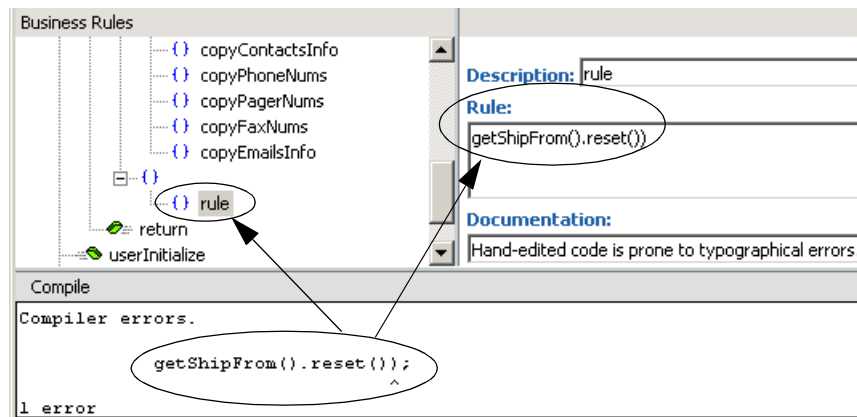 Business Rules
{} copyContactsInfo
{} copyPhoneNums
{} copyPagerNums
{} copyFaxNums
{} copyEmailsInfo
{}
{} rule
return
userInitialize
Description: rule
Rule:
getShipFrom().reset())
Documentation:
Hand-edited code is prone to typographical errors.
Compile
Compiler errors.
getShipFrom().reset());
^
1 error